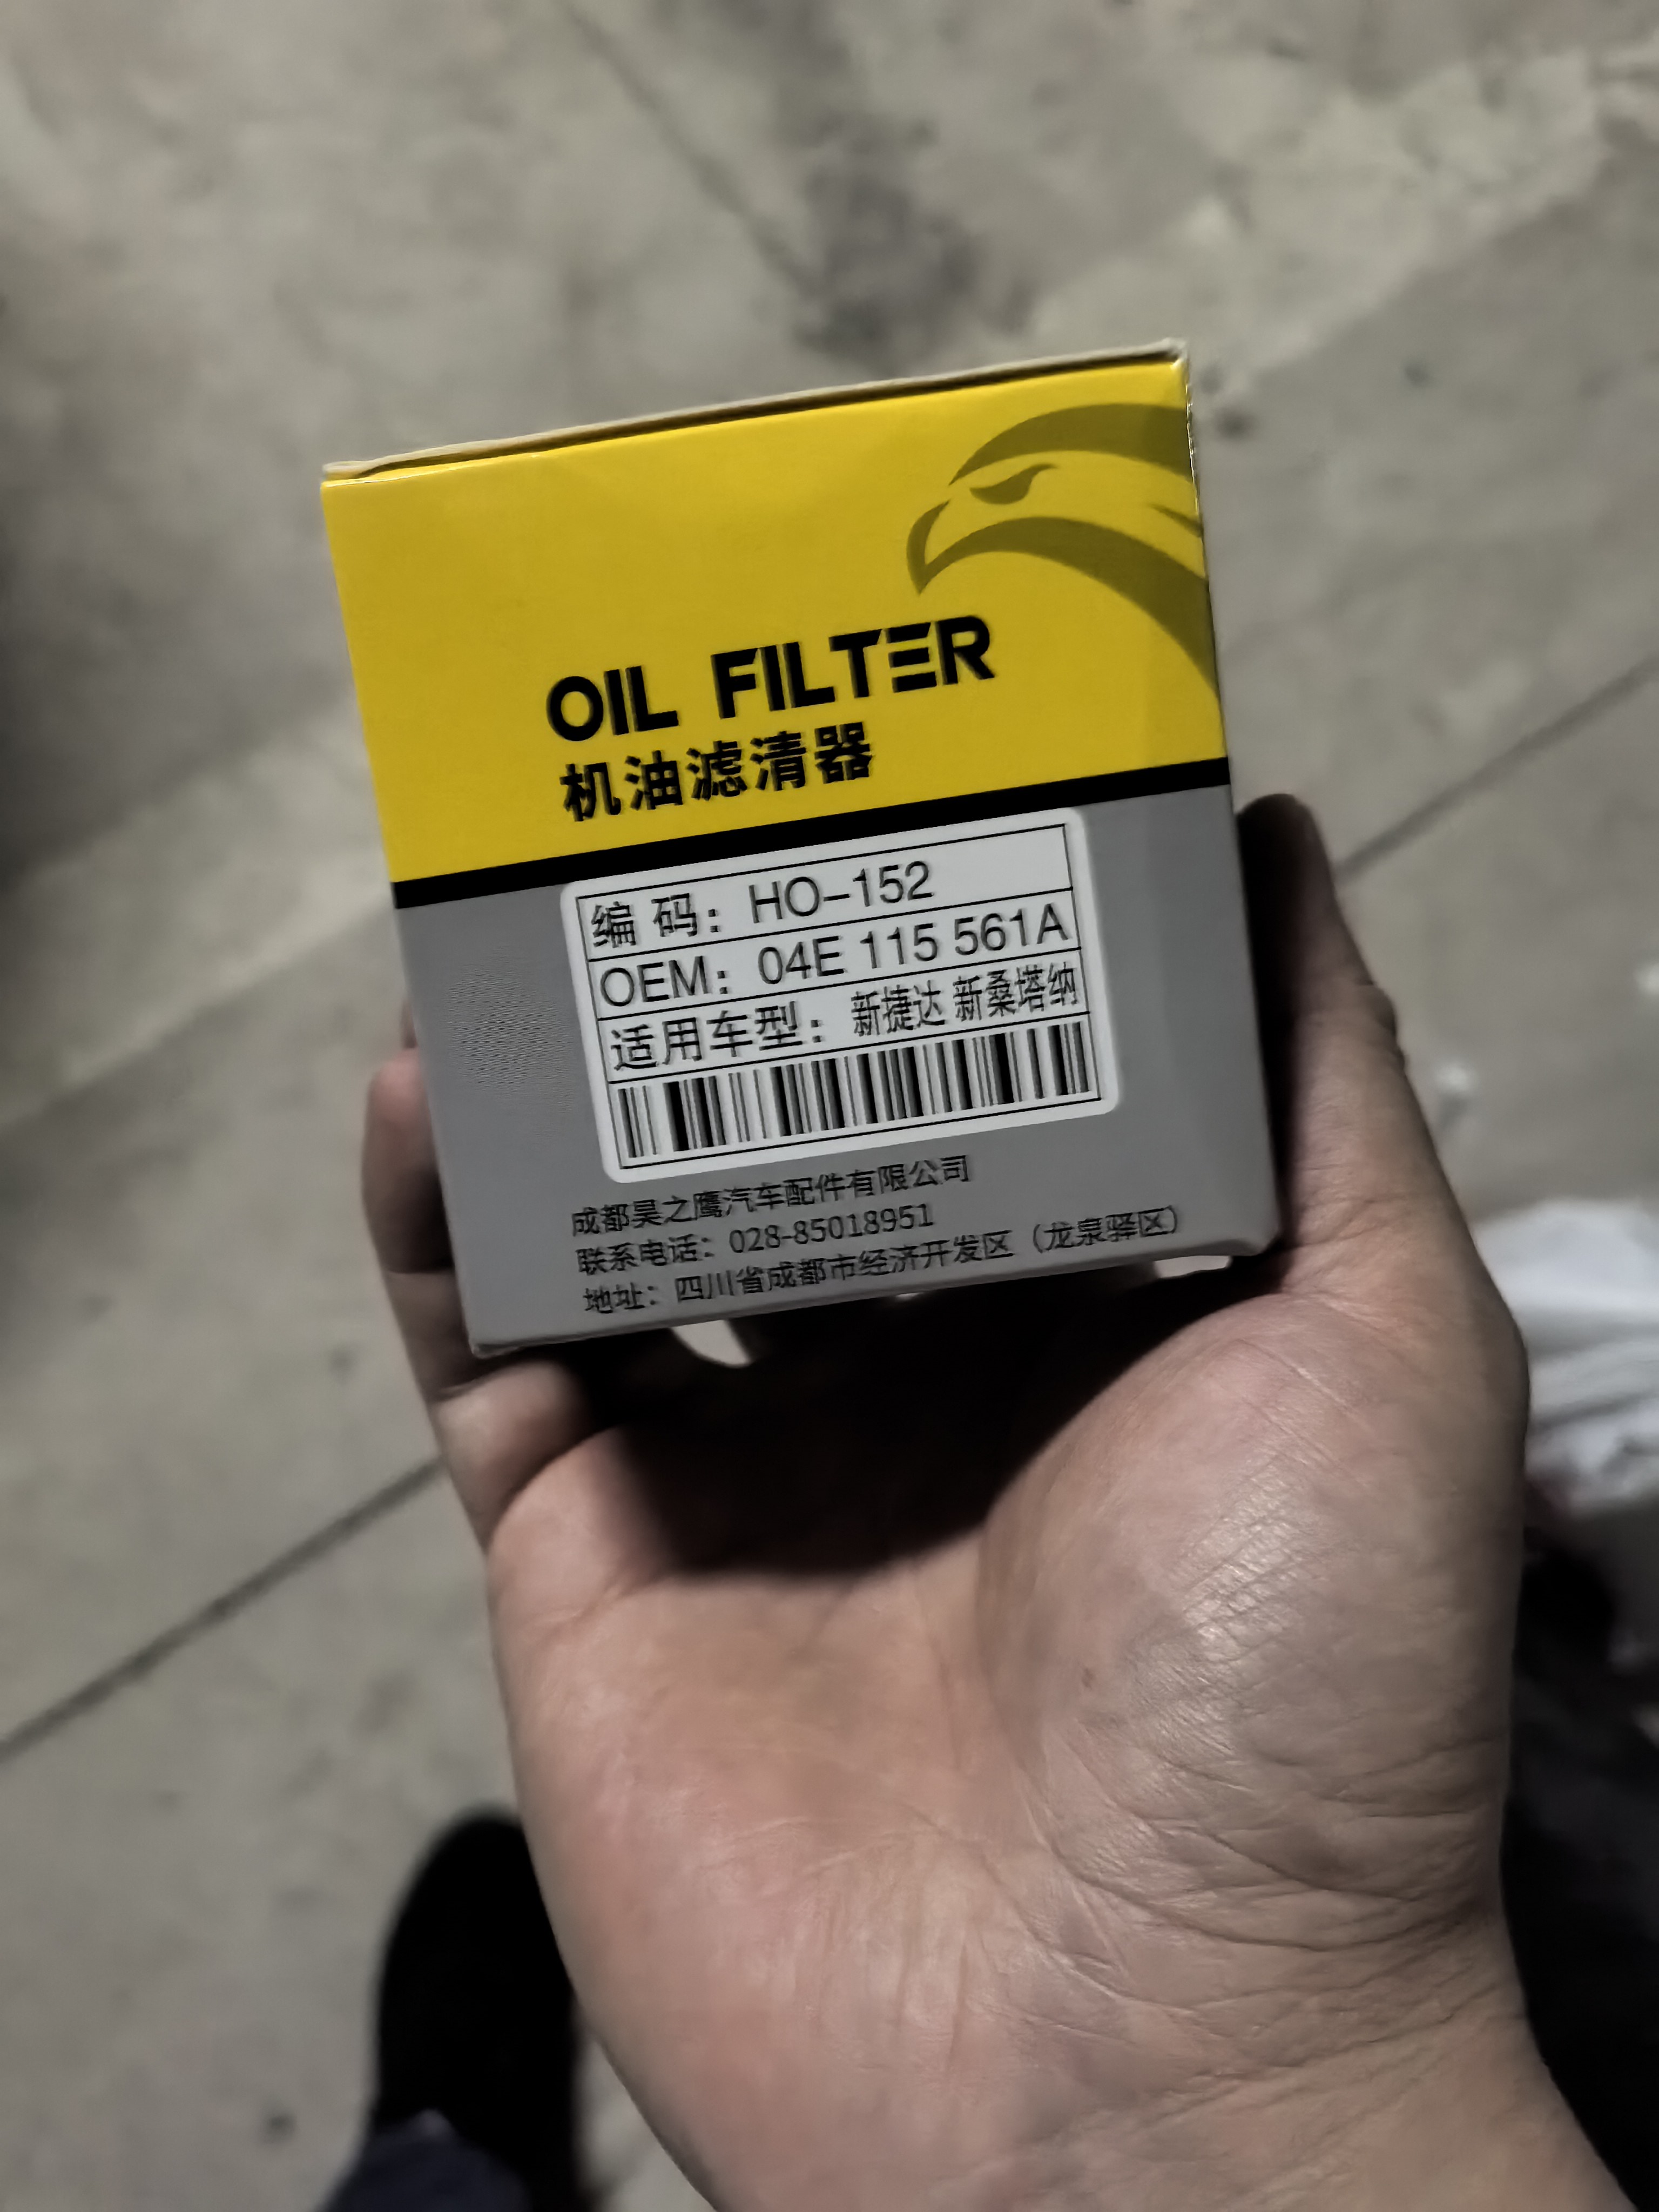 OIL FILTER
机油滤清器
编 码：HO-152
OEM：04E 115 561A
适用车型：新捷达 新桑塔纳
成都昊之鹰汽车配件有限公司
联系电话：028-85018951
地址：四川省成都市经济开发区（龙泉驿区）